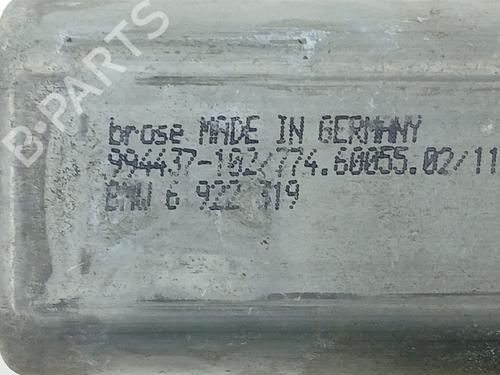 B-PARTS
brose MADE IN GERMANY
994437-102/774.60055.02/11
BMW 6 922 319